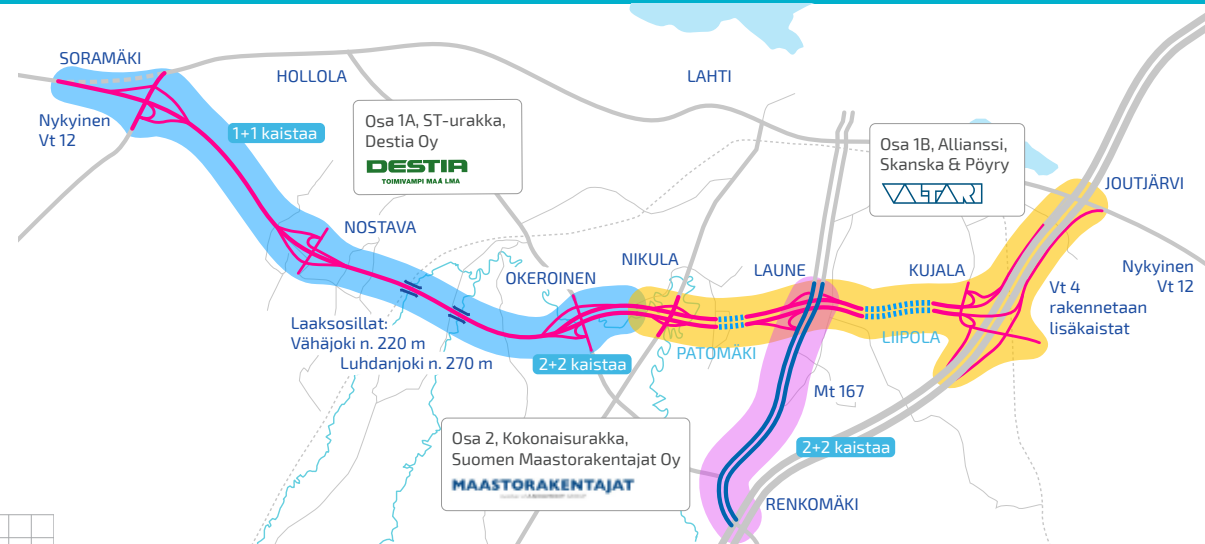 SORAMÄKI
HOLLOLA
LAHTI
Nykyinen
Vt 12
1+1 kaistaa
Osa 1A, ST-urakka,
Destia Oy
DESTIA
TOIMIVAMPI MAAILMA
Osa 1B, Allianssi,
Skanska & Pöyry
VALTARI
JOUTJÄRVI
NOSTAVA
OKEROINEN
NIKULA
LAUNE
KUJALA
Nykyinen
Vt 12
Vt 4
rakennetaan
lisäkaistat
Laaksosillat:
Vähäjoki n. 220 m
Luhdanjoki n. 270 m
2+2 kaistaa
PATOMÄKI
LIIPOLA
Mt 167
Osa 2, Kokonaisurakka,
Suomen Maastorakentajat Oy
MAASTORAKENTAJAT
2+2 kaistaa
RENKOMÄKI